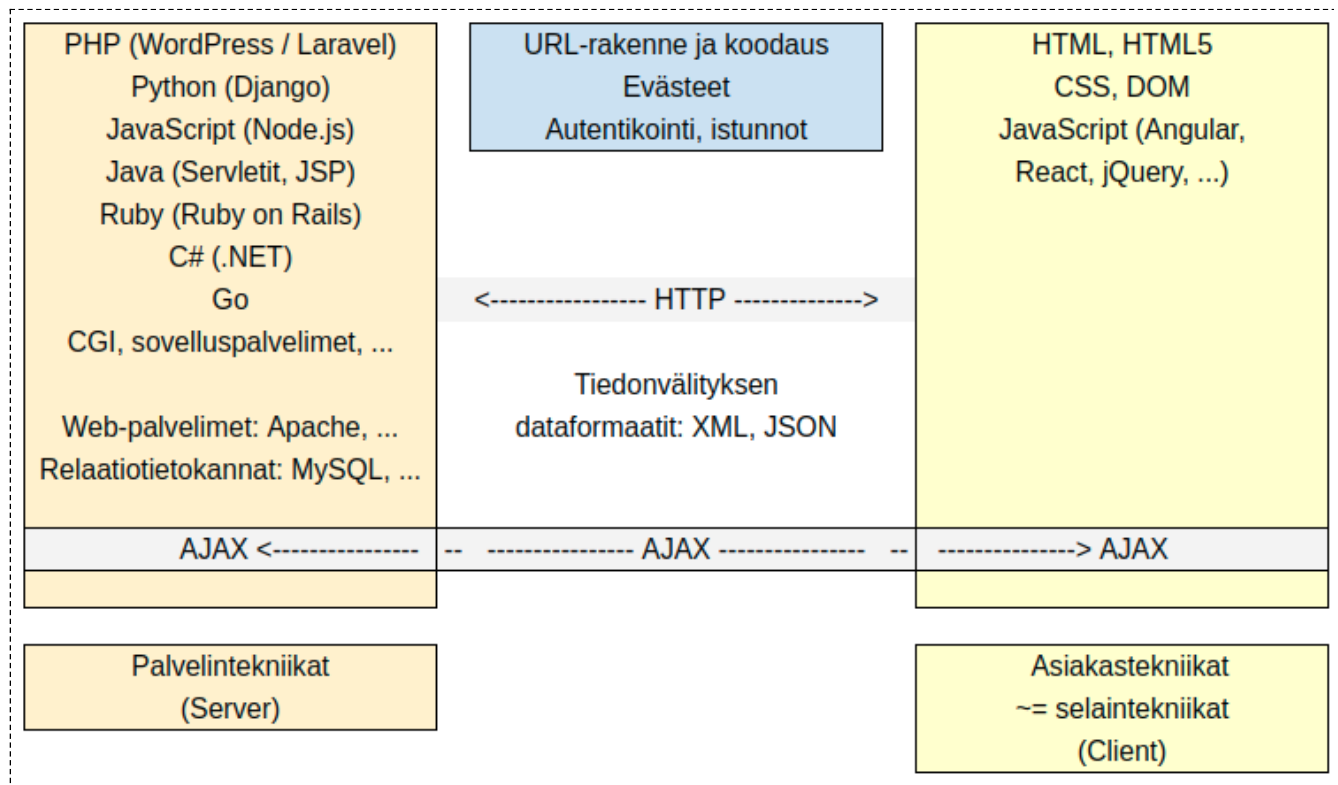 PHP (WordPress / Laravel)
Python (Django)
JavaScript (Node.js)
Java (Servletit, JSP)
Ruby (Ruby on Rails)
C# (.NET)
Go
CGI, sovelluspalvelimet, ...
Web-palvelimet: Apache, ...
Relaatiotietokannat: MySQL, ...
URL-rakenne ja koodaus
Evästeet
Autentikointi, istunnot
<----------------- HTTP -------------->
Tiedonvälityksen
dataformaatit: XML, JSON
HTML, HTML5
CSS, DOM
JavaScript (Angular,
React, jQuery, ...)
AJAX <---------------- -- ---------------- AJAX ---------------- -- ---------------> AJAX
Palvelintekniikat
(Server)
Asiakastekniikat
~= selaintekniikat
(Client)